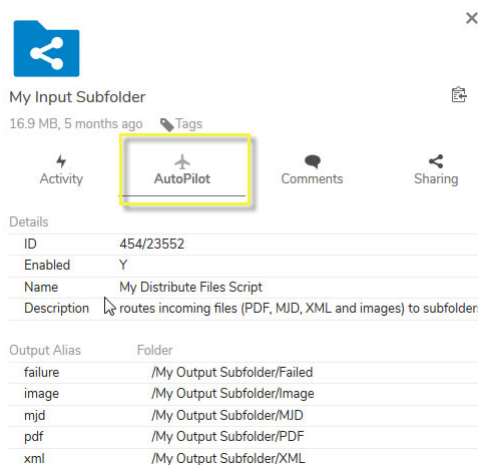 My Input Subfolder
16.9 MB, 5 months ago Tags
Activity AutoPilot Comments Sharing
Details
ID 454/23552
Enabled Y
Name My Distribute Files Script
Description routes incoming files (PDF, MJD, XML and images) to subfolders
Output Alias Folder
failure /My Output Subfolder/Failed
image /My Output Subfolder/Image
mjd /My Output Subfolder/MJD
pdf /My Output Subfolder/PDF
xml /My Output Subfolder/XML